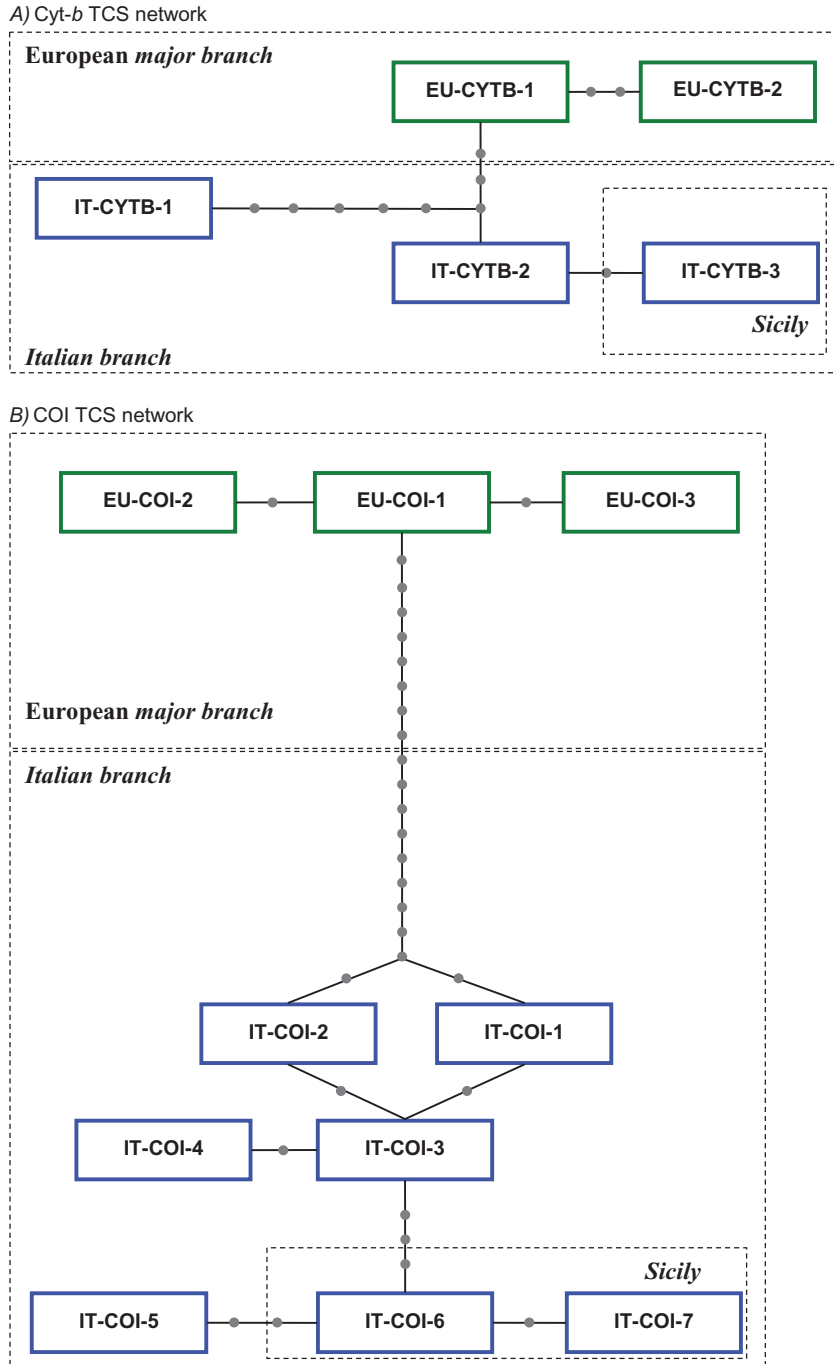 A) Cyt-b TCS network
European major branch
EU-CYTB-1
EU-CYTB-2
IT-CYTB-1
IT-CYTB-2
IT-CYTB-3
Sicily
Italian branch
B) COI TCS network
EU-COI-2
EU-COI-1
EU-COI-3
European major branch
Italian branch
IT-COI-2
IT-COI-1
IT-COI-4
IT-COI-3
Sicily
IT-COI-5
IT-COI-6
IT-COI-7